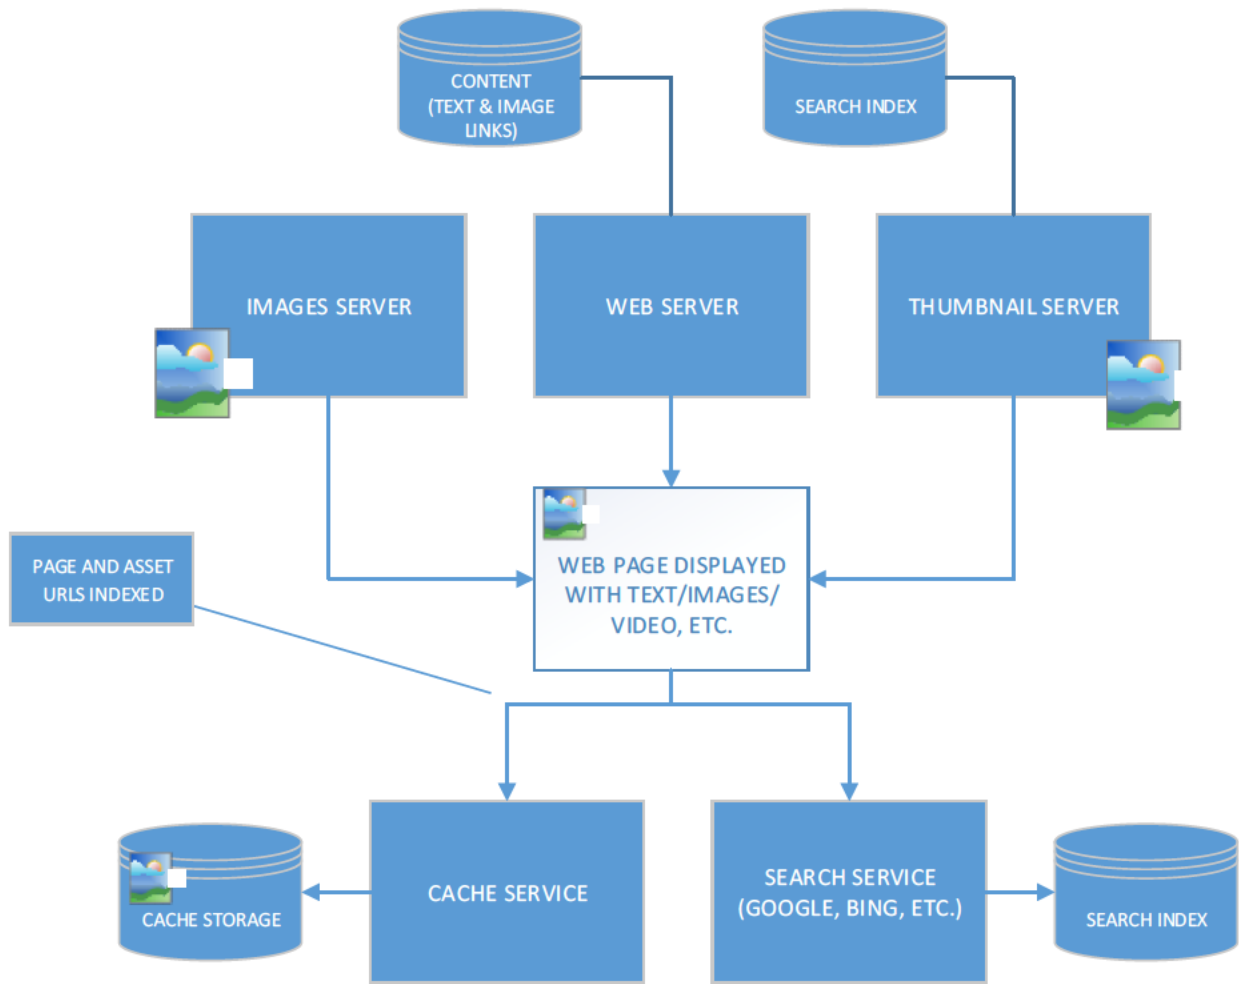 CONTENT
(TEXT & IMAGE
LINKS)
SEARCH INDEX
IMAGES SERVER
WEB SERVER
THUMBNAIL SERVER
PAGE AND ASSET
URLS INDEXED
WEB PAGE DISPLAYED
WITH TEXT/IMAGES/
VIDEO, ETC.
CACHE STORAGE
CACHE SERVICE
SEARCH SERVICE
(GOOGLE, BING, ETC.)
SEARCH INDEX